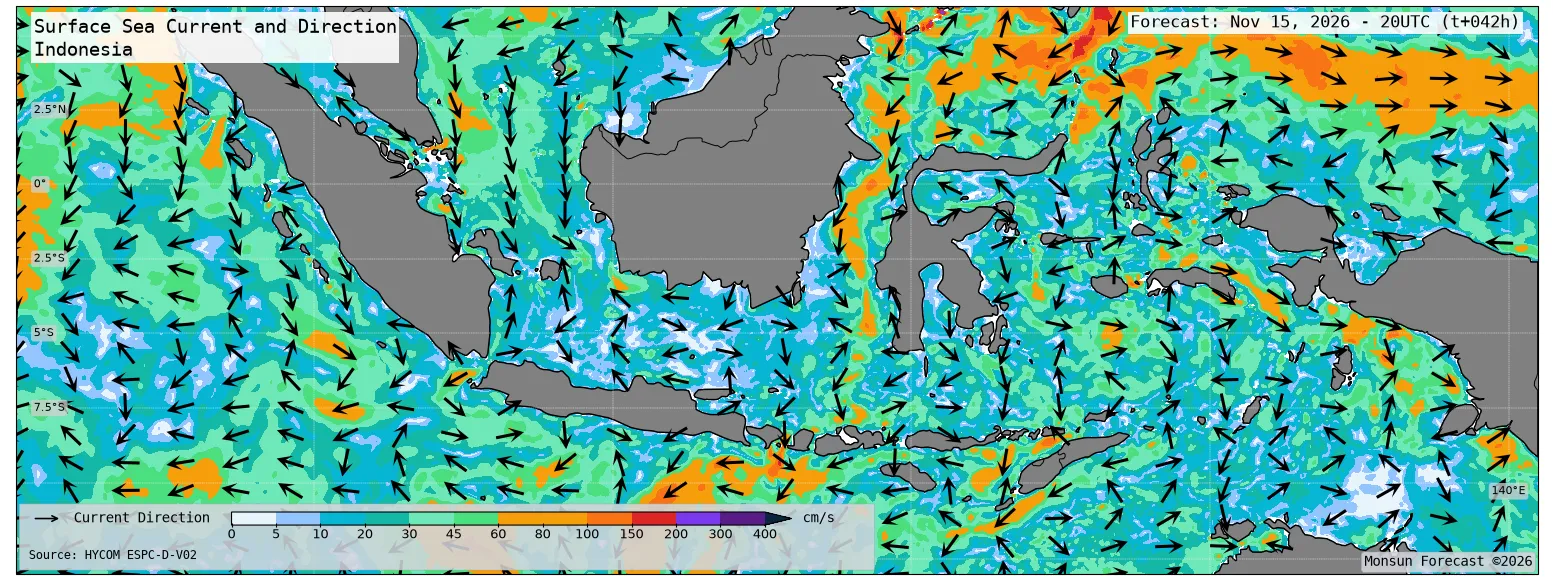 Surface Sea Current and Direction
Indonesia
Forecast: Nov 15, 2026 - 20UTC (t+042h)
2.5°N
0°
2.5°S
5°S
7.5°S
140°E
Current Direction
0 5 10 20 30 45 60 80 100 150 200 300 400 cm/s
Source: HYCOM ESPC-D-V02
Monsun Forecast ©2026